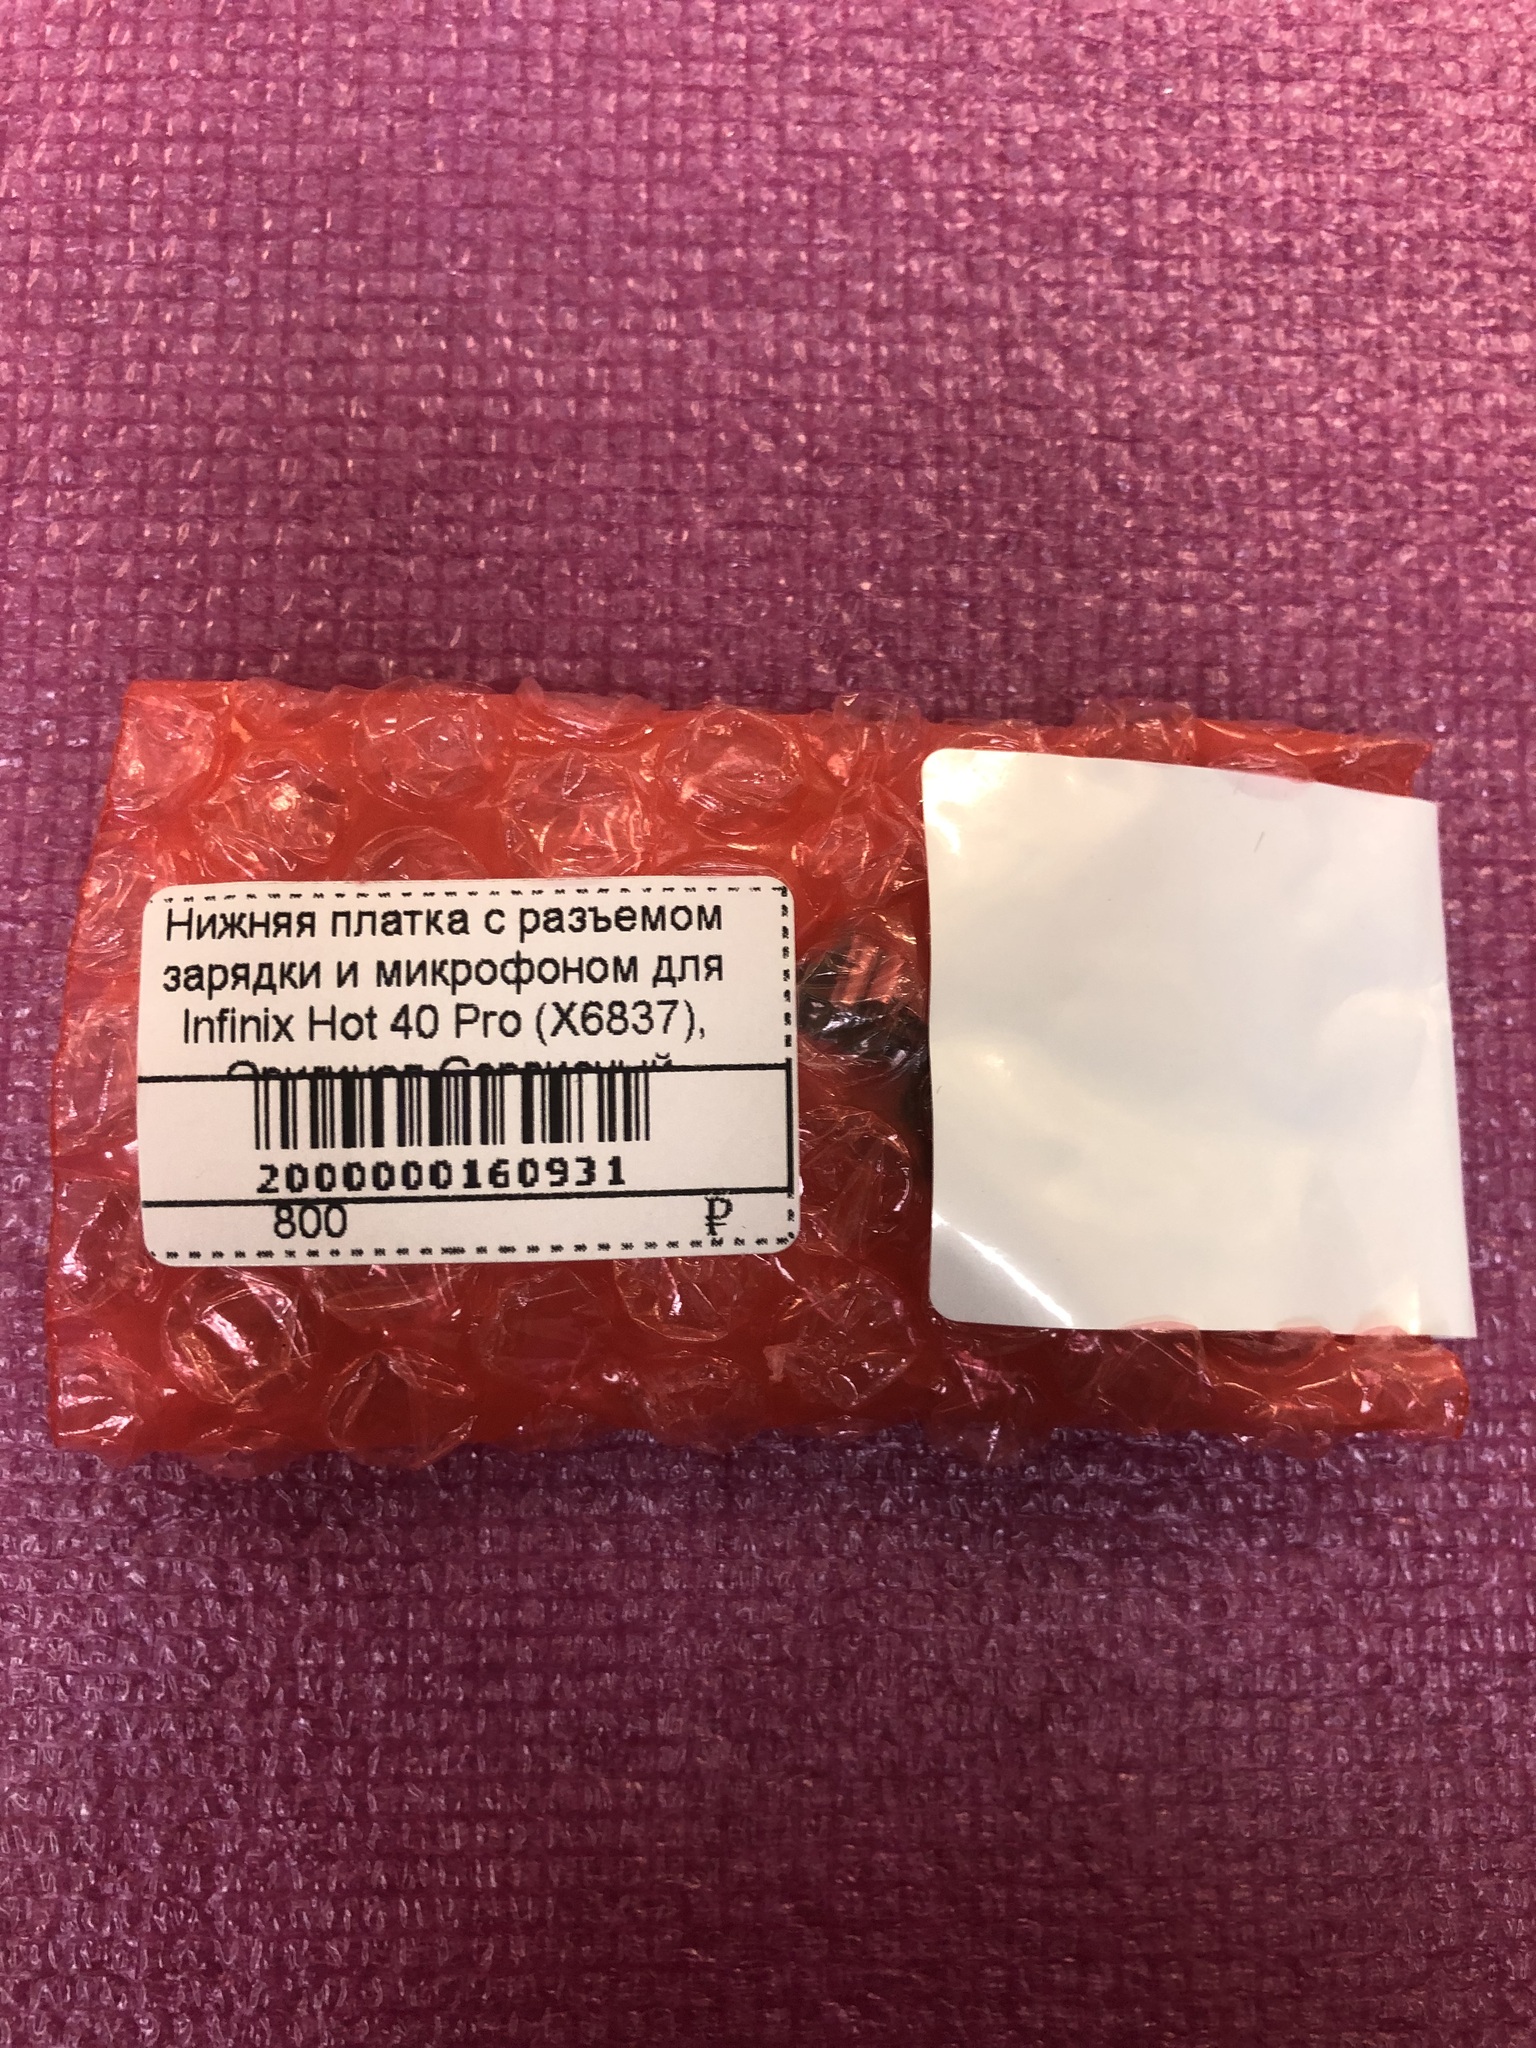 Нижняя платка с разъемом
зарядки и микрофоном для
Infinix Hot 40 Pro (X6837),
2000000160931
800 ₽